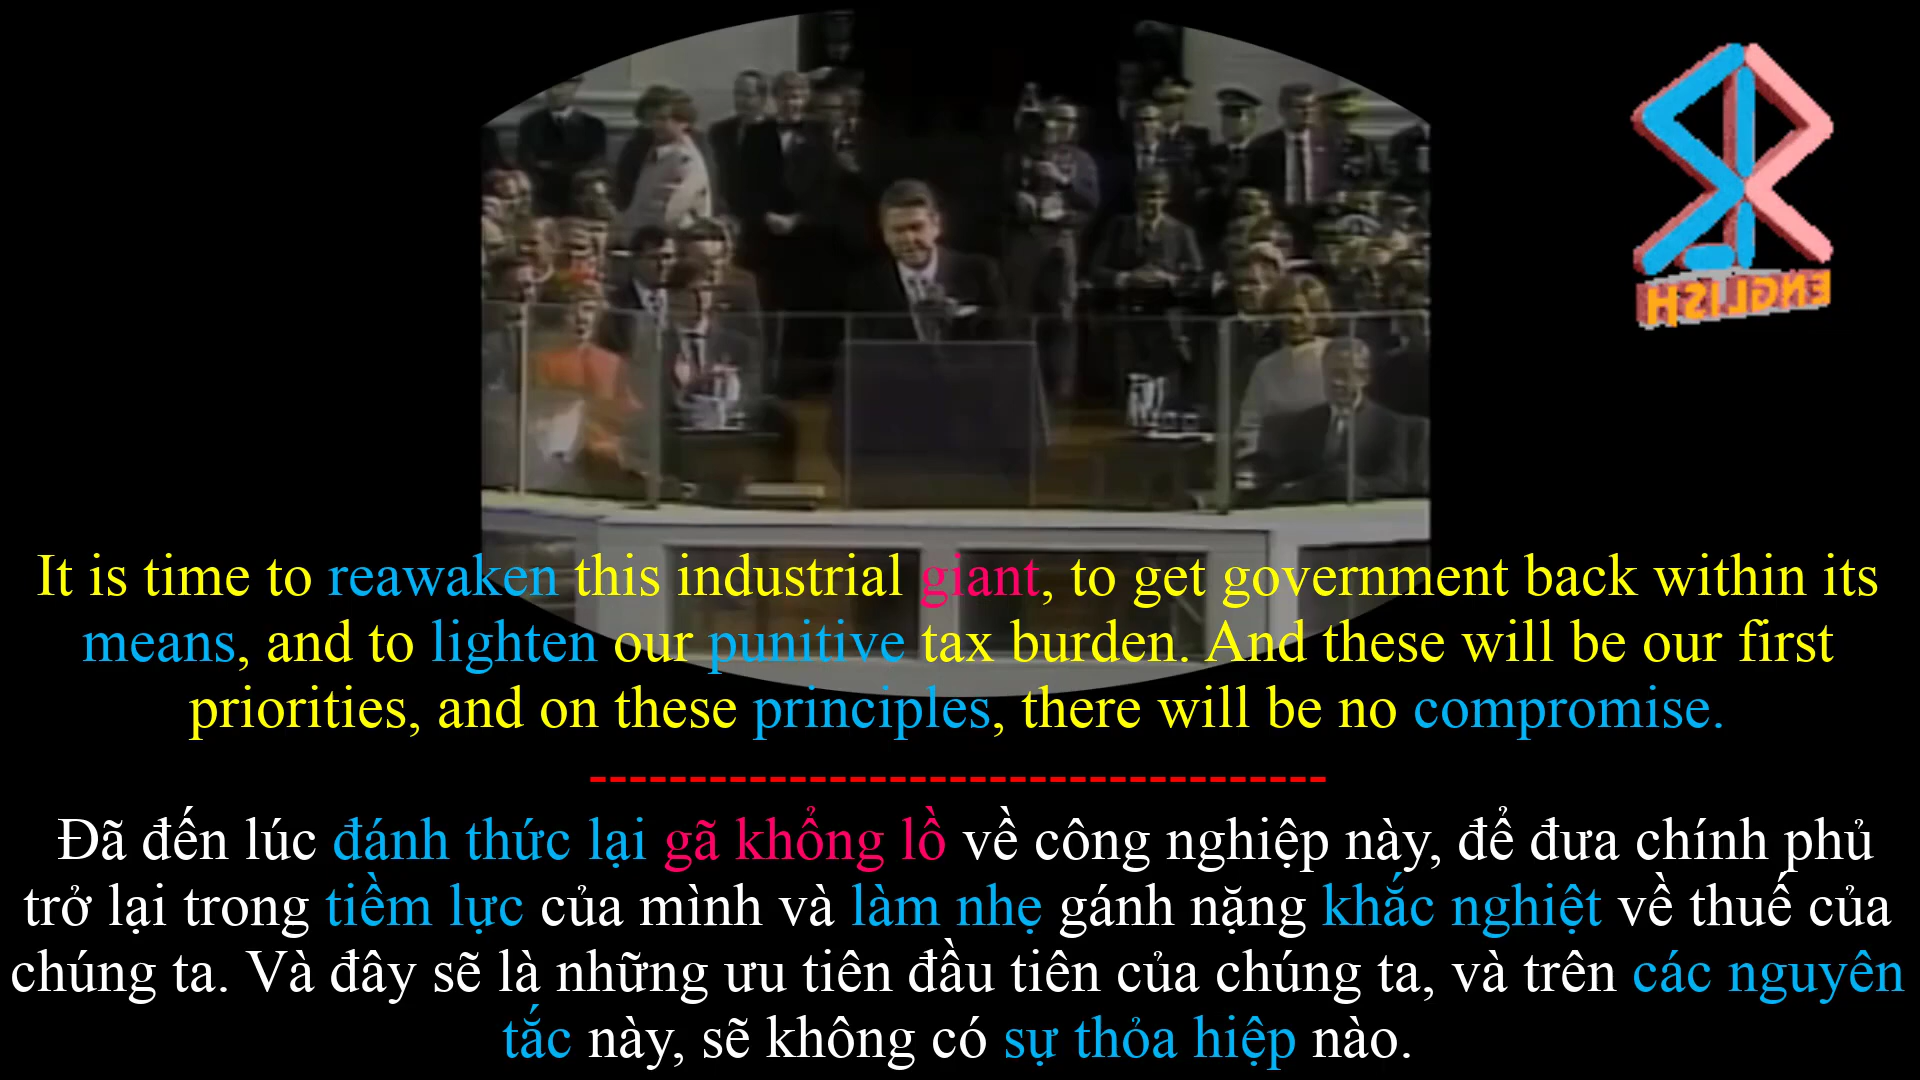 ENGLISH
It is time to reawaken this industrial giant, to get government back within its
means, and to lighten our punitive tax burden. And these will be our first
priorities, and on these principles, there will be no compromise.
-------------------------------------
Đã đến lúc đánh thức lại gã khổng lồ về công nghiệp này, để đưa chính phủ
trở lại trong tiềm lực của mình và làm nhẹ gánh nặng khắc nghiệt về thuế của
chúng ta. Và đây sẽ là những ưu tiên đầu tiên của chúng ta, và trên các nguyên
tắc này, sẽ không có sự thỏa hiệp nào.